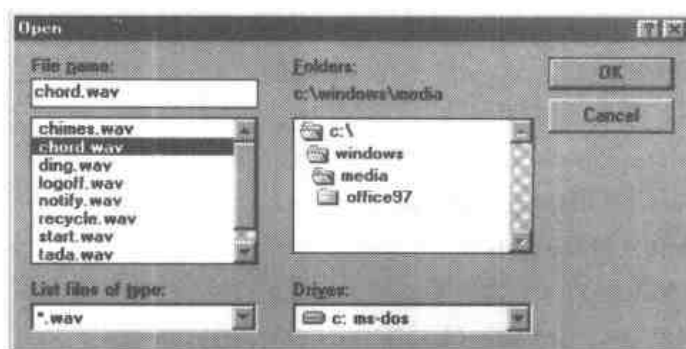 Open
File name:
chord.wav
chimes.wav
chord.wav
ding.wav
logoff.wav
notify.wav
recycle.wav
start.wav
tada.wav
List files of type:
*.wav
Folders:
c:\windows\media
c:\
windows
media
office97
Drives:
c: ms-dos
OK
Cancel